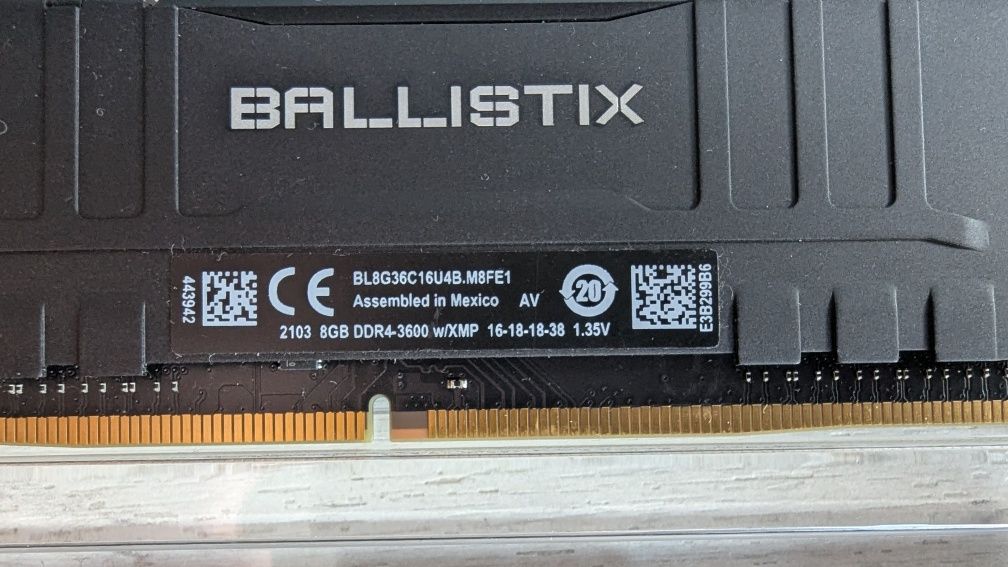 BALLISTIX
443942
BL8G36C16U4B.M8FE1
Assembled in Mexico AV
2103 8GB DDR4-3600 w/XMP 16-18-18-38 1.35V
CE
20
E3B299B6